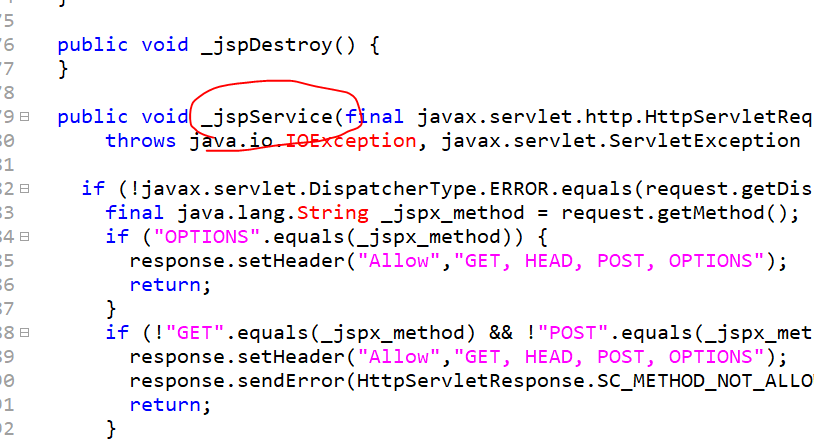 75
76 public void _jspDestroy() {
77 }
78
79 public void _jspService(final javax.servlet.http.HttpServletReq
80 throws java.io.IOException, javax.servlet.ServletException
81
82 if (!javax.servlet.DispatcherType.ERROR.equals(request.getDis
83 final java.lang.String _jspx_method = request.getMethod();
84 if ("OPTIONS".equals(_jspx_method)) {
85 response.setHeader("Allow","GET, HEAD, POST, OPTIONS");
86 return;
87 }
88 if (!"GET".equals(_jspx_method) && !"POST".equals(_jspx_met
89 response.setHeader("Allow","GET, HEAD, POST, OPTIONS");
90 response.sendError(HttpServletResponse.SC_METHOD_NOT_ALLO
91 return;
92 }